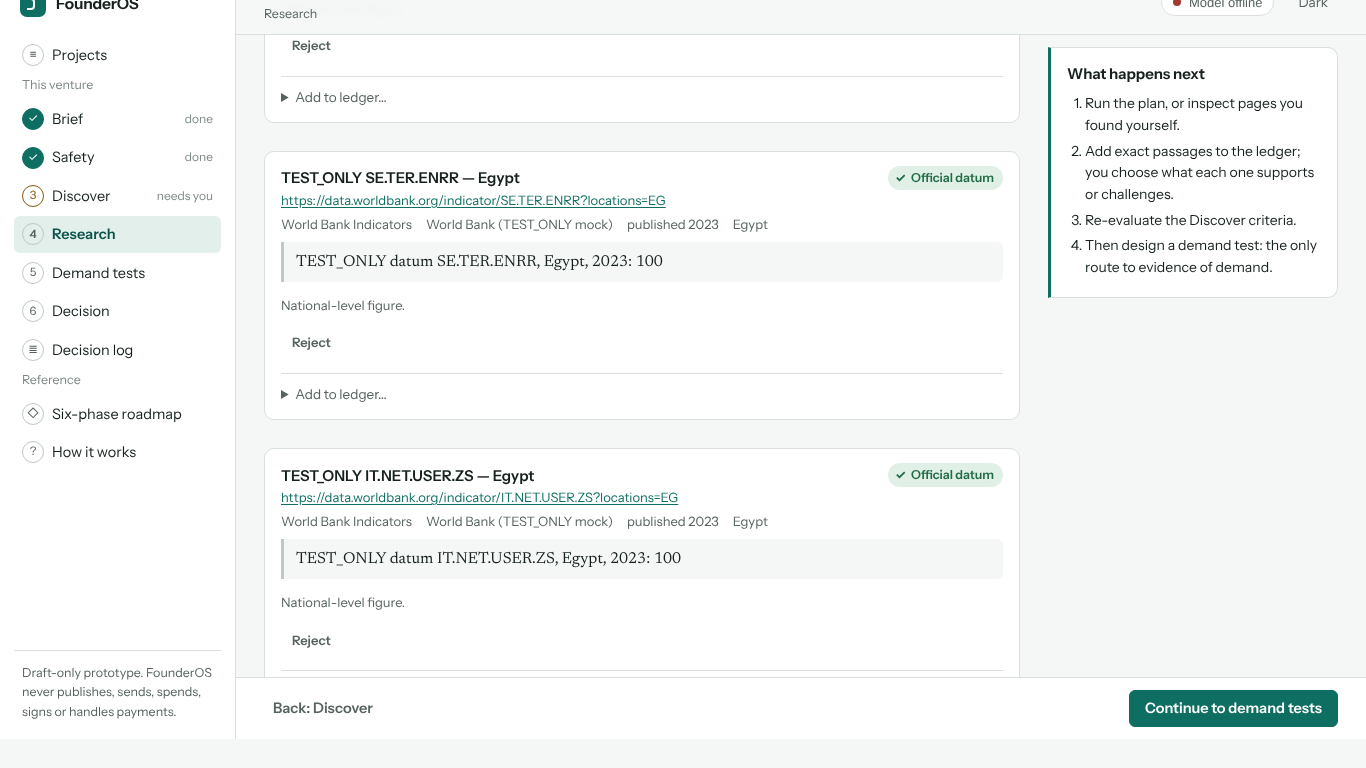 FounderOS
Projects
This venture
Brief
done
Safety
done
3
Discover
needs you
4
Research
5
Demand tests
6
Decision
Decision log
Reference
Six-phase roadmap
?
How it works
Draft-only prototype. FounderOS
never publishes, sends, spends,
signs or handles payments.
Research
Model offline
Dark
Reject
Add to ledger...
TEST_ONLY SE.TER.ENRR — Egypt
Official datum
https://data.worldbank.org/indicator/SE.TER.ENRR?locations=EG
World Bank Indicators World Bank (TEST_ONLY mock) published 2023 Egypt
TEST_ONLY datum SE.TER.ENRR, Egypt, 2023: 100
National-level figure.
Reject
Add to ledger...
TEST_ONLY IT.NET.USER.ZS — Egypt
Official datum
https://data.worldbank.org/indicator/IT.NET.USER.ZS?locations=EG
World Bank Indicators World Bank (TEST_ONLY mock) published 2023 Egypt
TEST_ONLY datum IT.NET.USER.ZS, Egypt, 2023: 100
National-level figure.
Reject
What happens next
1. Run the plan, or inspect pages you
found yourself.
2. Add exact passages to the ledger;
you choose what each one supports
or challenges.
3. Re-evaluate the Discover criteria.
4. Then design a demand test: the only
route to evidence of demand.
Back: Discover
Continue to demand tests